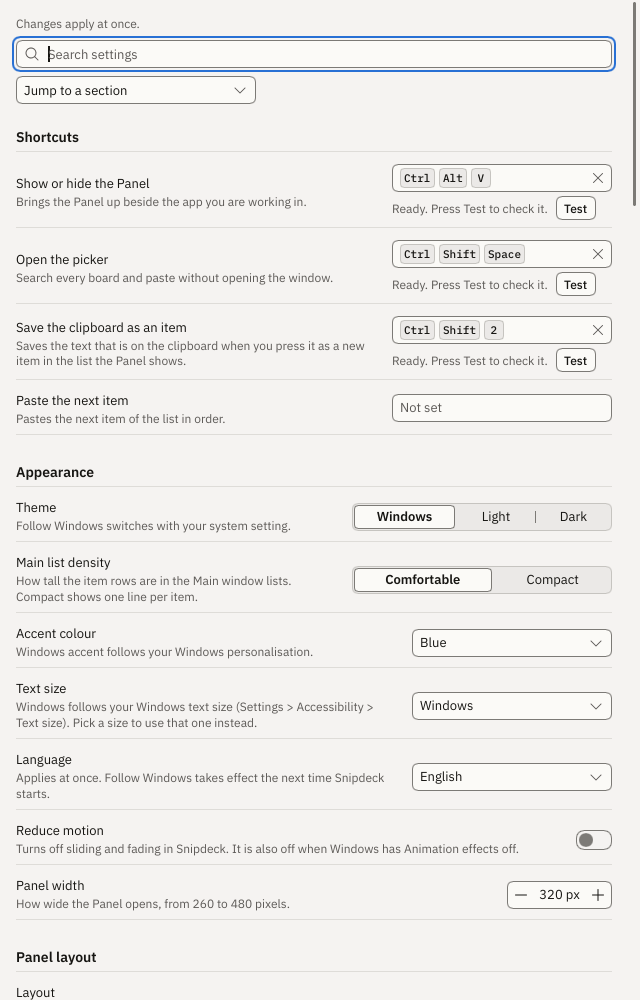 Changes apply at once.
Search settings
Jump to a section
Shortcuts
Show or hide the Panel
Brings the Panel up beside the app you are working in.
Ctrl Alt V
Ready. Press Test to check it. Test
Open the picker
Search every board and paste without opening the window.
Ctrl Shift Space
Ready. Press Test to check it. Test
Save the clipboard as an item
Saves the text that is on the clipboard when you press it as a new
item in the list the Panel shows.
Ctrl Shift 2
Ready. Press Test to check it. Test
Paste the next item
Pastes the next item of the list in order.
Not set
Appearance
Theme
Follow Windows switches with your system setting.
Windows Light Dark
Main list density
How tall the item rows are in the Main window lists.
Compact shows one line per item.
Comfortable Compact
Accent colour
Windows accent follows your Windows personalisation.
Blue
Text size
Windows follows your Windows text size (Settings > Accessibility >
Text size). Pick a size to use that one instead.
Windows
Language
Applies at once. Follow Windows takes effect the next time Snipdeck
starts.
English
Reduce motion
Turns off sliding and fading in Snipdeck. It is also off when Windows has Animation effects off.
Panel width
How wide the Panel opens, from 260 to 480 pixels.
320 px
Panel layout
Layout